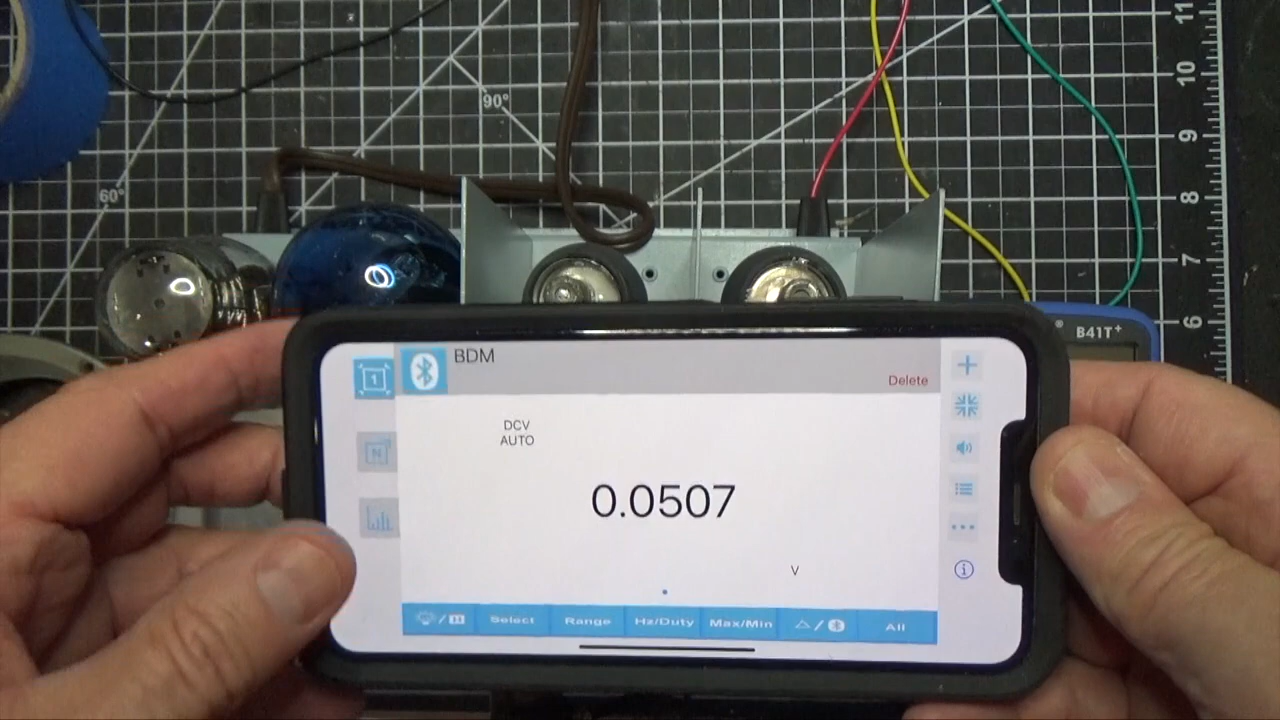 11
10
90°
9
60°
8
7
6
® B41T+
1
BDM
Delete
DCV
AUTO
N
0.0507
V
/ H
Select
Range
Hz/Duty
Max/Min
△ /
All